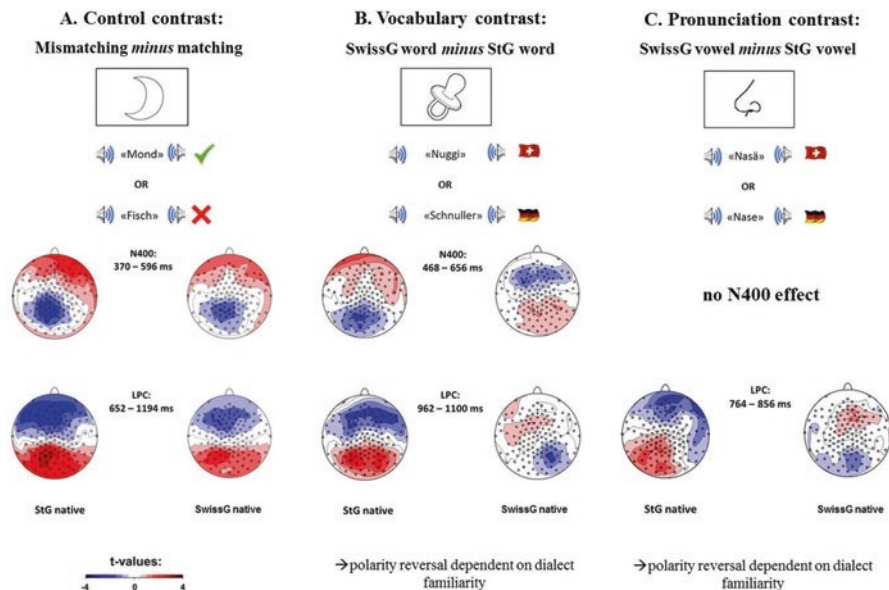 A. Control contrast:
Mismatching minus matching
«Mond»
OR
«Fisch»
N400:
370 – 596 ms
LPC:
652 – 1194 ms
StG native
SwissG native
t-values:
-4
0
4
B. Vocabulary contrast:
SwissG word minus StG word
«Nuggi»
OR
«Schnuller»
N400:
468 – 656 ms
LPC:
962 – 1100 ms
StG native
SwissG native
→polarity reversal dependent on dialect
familiarity
C. Pronunciation contrast:
SwissG vowel minus StG vowel
«Nasä»
OR
«Nase»
no N400 effect
LPC:
764 – 856 ms
StG native
SwissG native
→polarity reversal dependent on dialect
familiarity